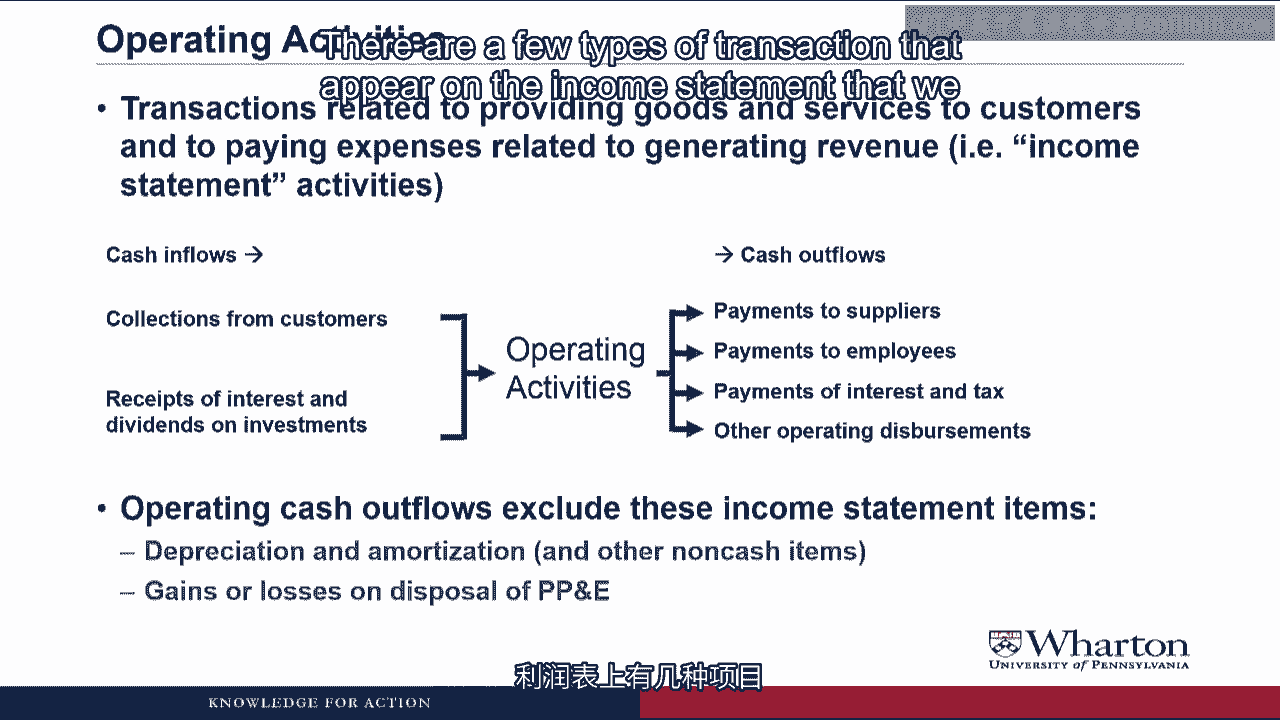 Operating Activities
There are a few types of transaction that
appear on the income statement that we
• Transactions related to providing goods and services to customers
and to paying expenses related to generating revenue (i.e. “income
statement” activities)
Cash inflows →
→ Cash outflows
Collections from customers
Receipts of interest and
dividends on investments
Operating
Activities
Payments to suppliers
Payments to employees
Payments of interest and tax
Other operating disbursements
• Operating cash outflows exclude these income statement items:
– Depreciation and amortization (and other noncash items)
– Gains or losses on disposal of PP&E
Wharton
UNIVERSITY of PENNSYLVANIA
利润表上有几种项目
KNOWLEDGE FOR ACTION